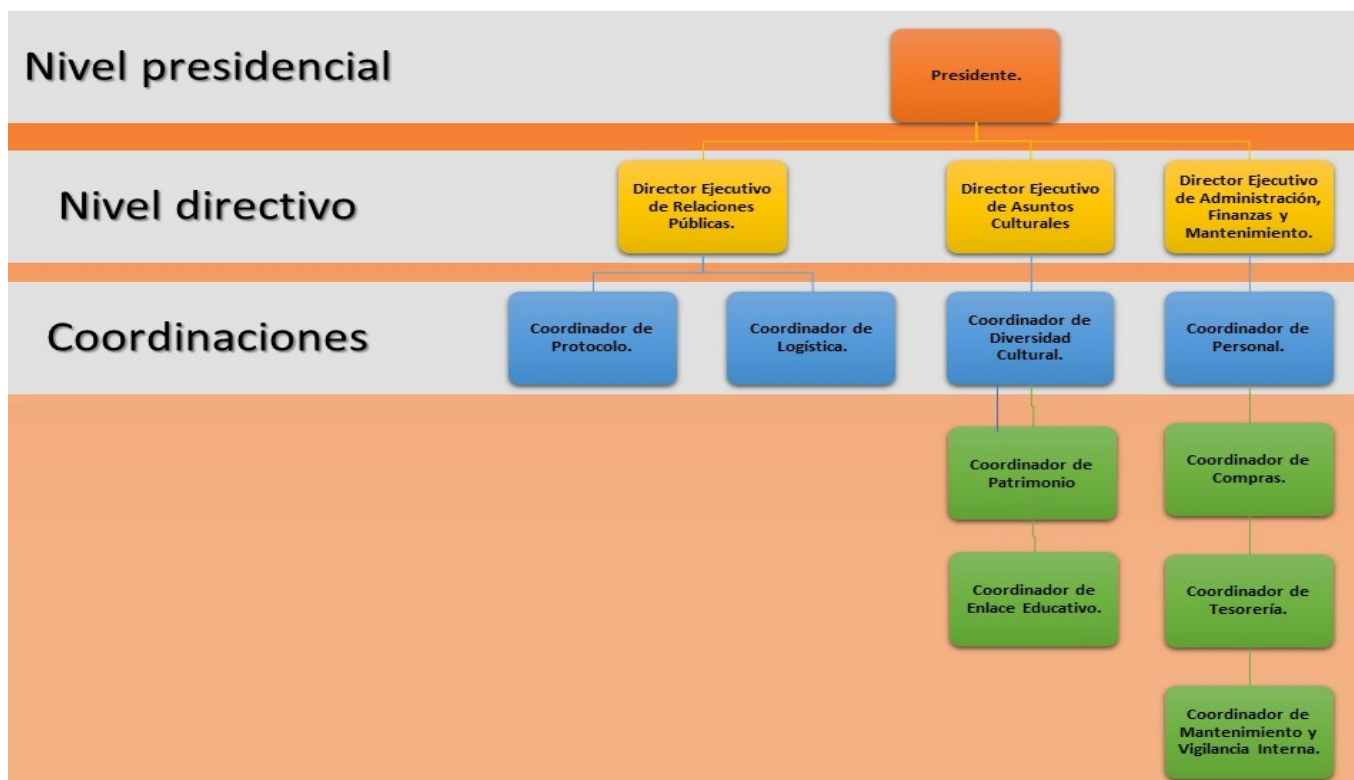 Nivel presidencial
Presidente.
Nivel directivo
Director Ejecutivo
de Relaciones
Públicas.
Director Ejecutivo
de Asuntos
Culturales
Director Ejecutivo
de Administración,
Finanzas y
Mantenimiento.
Coordinaciones
Coordinador de
Protocolo.
Coordinador de
Logística.
Coordinador de
Diversidad
Cultural.
Coordinador de
Personal.
Coordinador de
Patrimonio
Coordinador de
Compras.
Coordinador de
Enlace Educativo.
Coordinador de
Tesorería.
Coordinador de
Mantenimiento y
Vigilancia Interna.